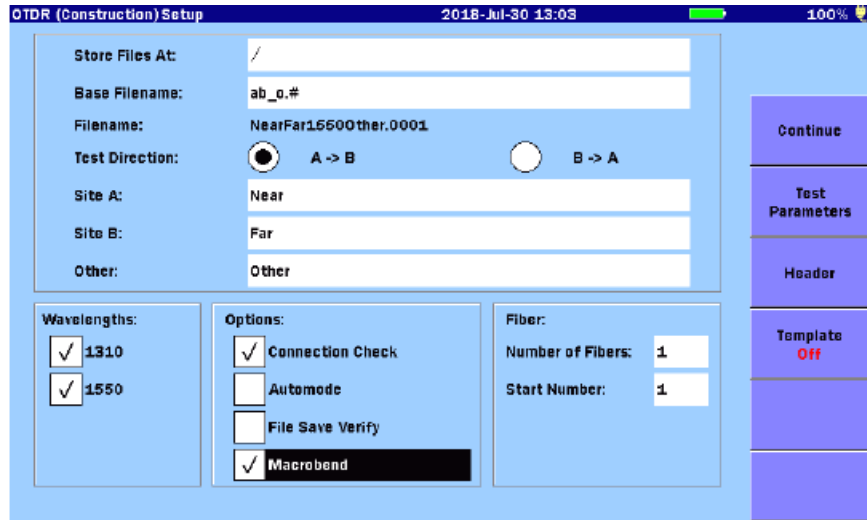 OTDR (Construction)Setup 2018-Jul-30 13:03 100%
Store Files At: /
Base Filename: ab_o.#
Filename: NearFar1550Other.0001
Test Direction: A -> B B -> A
Site A: Near
Site B: Far
Other: Other
Wavelengths:
1310
1550
Options:
Connection Check
Automode
File Save Verify
Macrobend
Fiber:
Number of Fibers: 1
Start Number: 1
Continue
Test
Parameters
Header
Template
Off